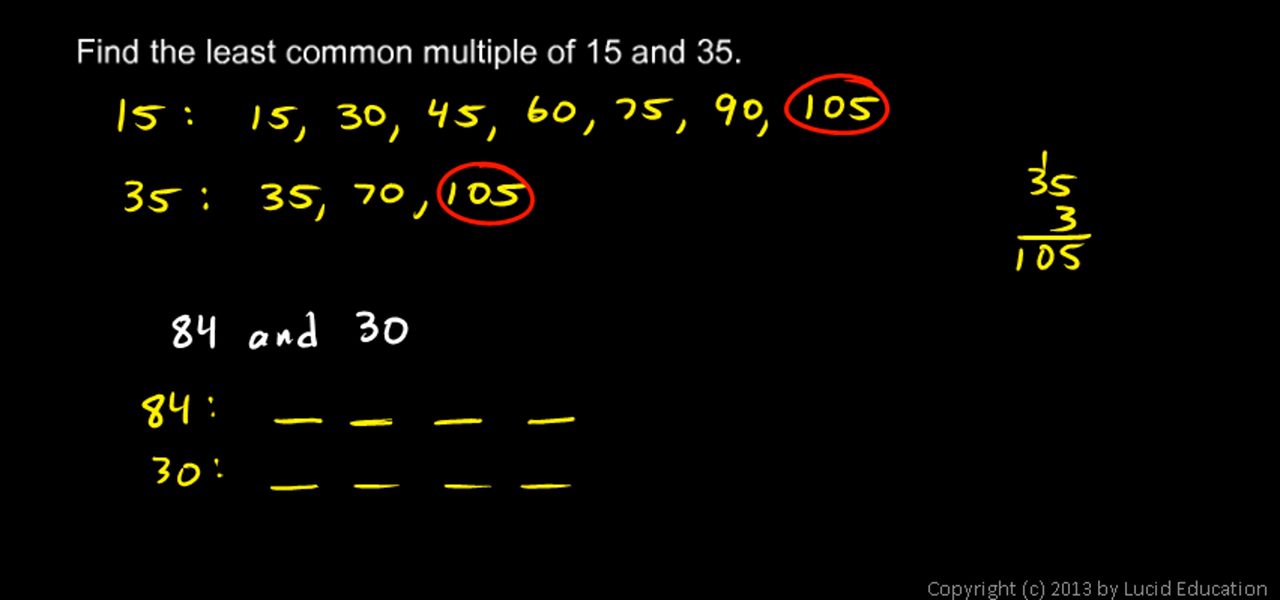 Find the least common multiple of 15 and 35.
15: 15, 30, 45, 60, 75, 90, 105
35: 35, 70, 105
1
35
3
105
84 and 30
84: _ _ _ _
30: _ _ _ _
Copyright (c) 2013 by Lucid Education